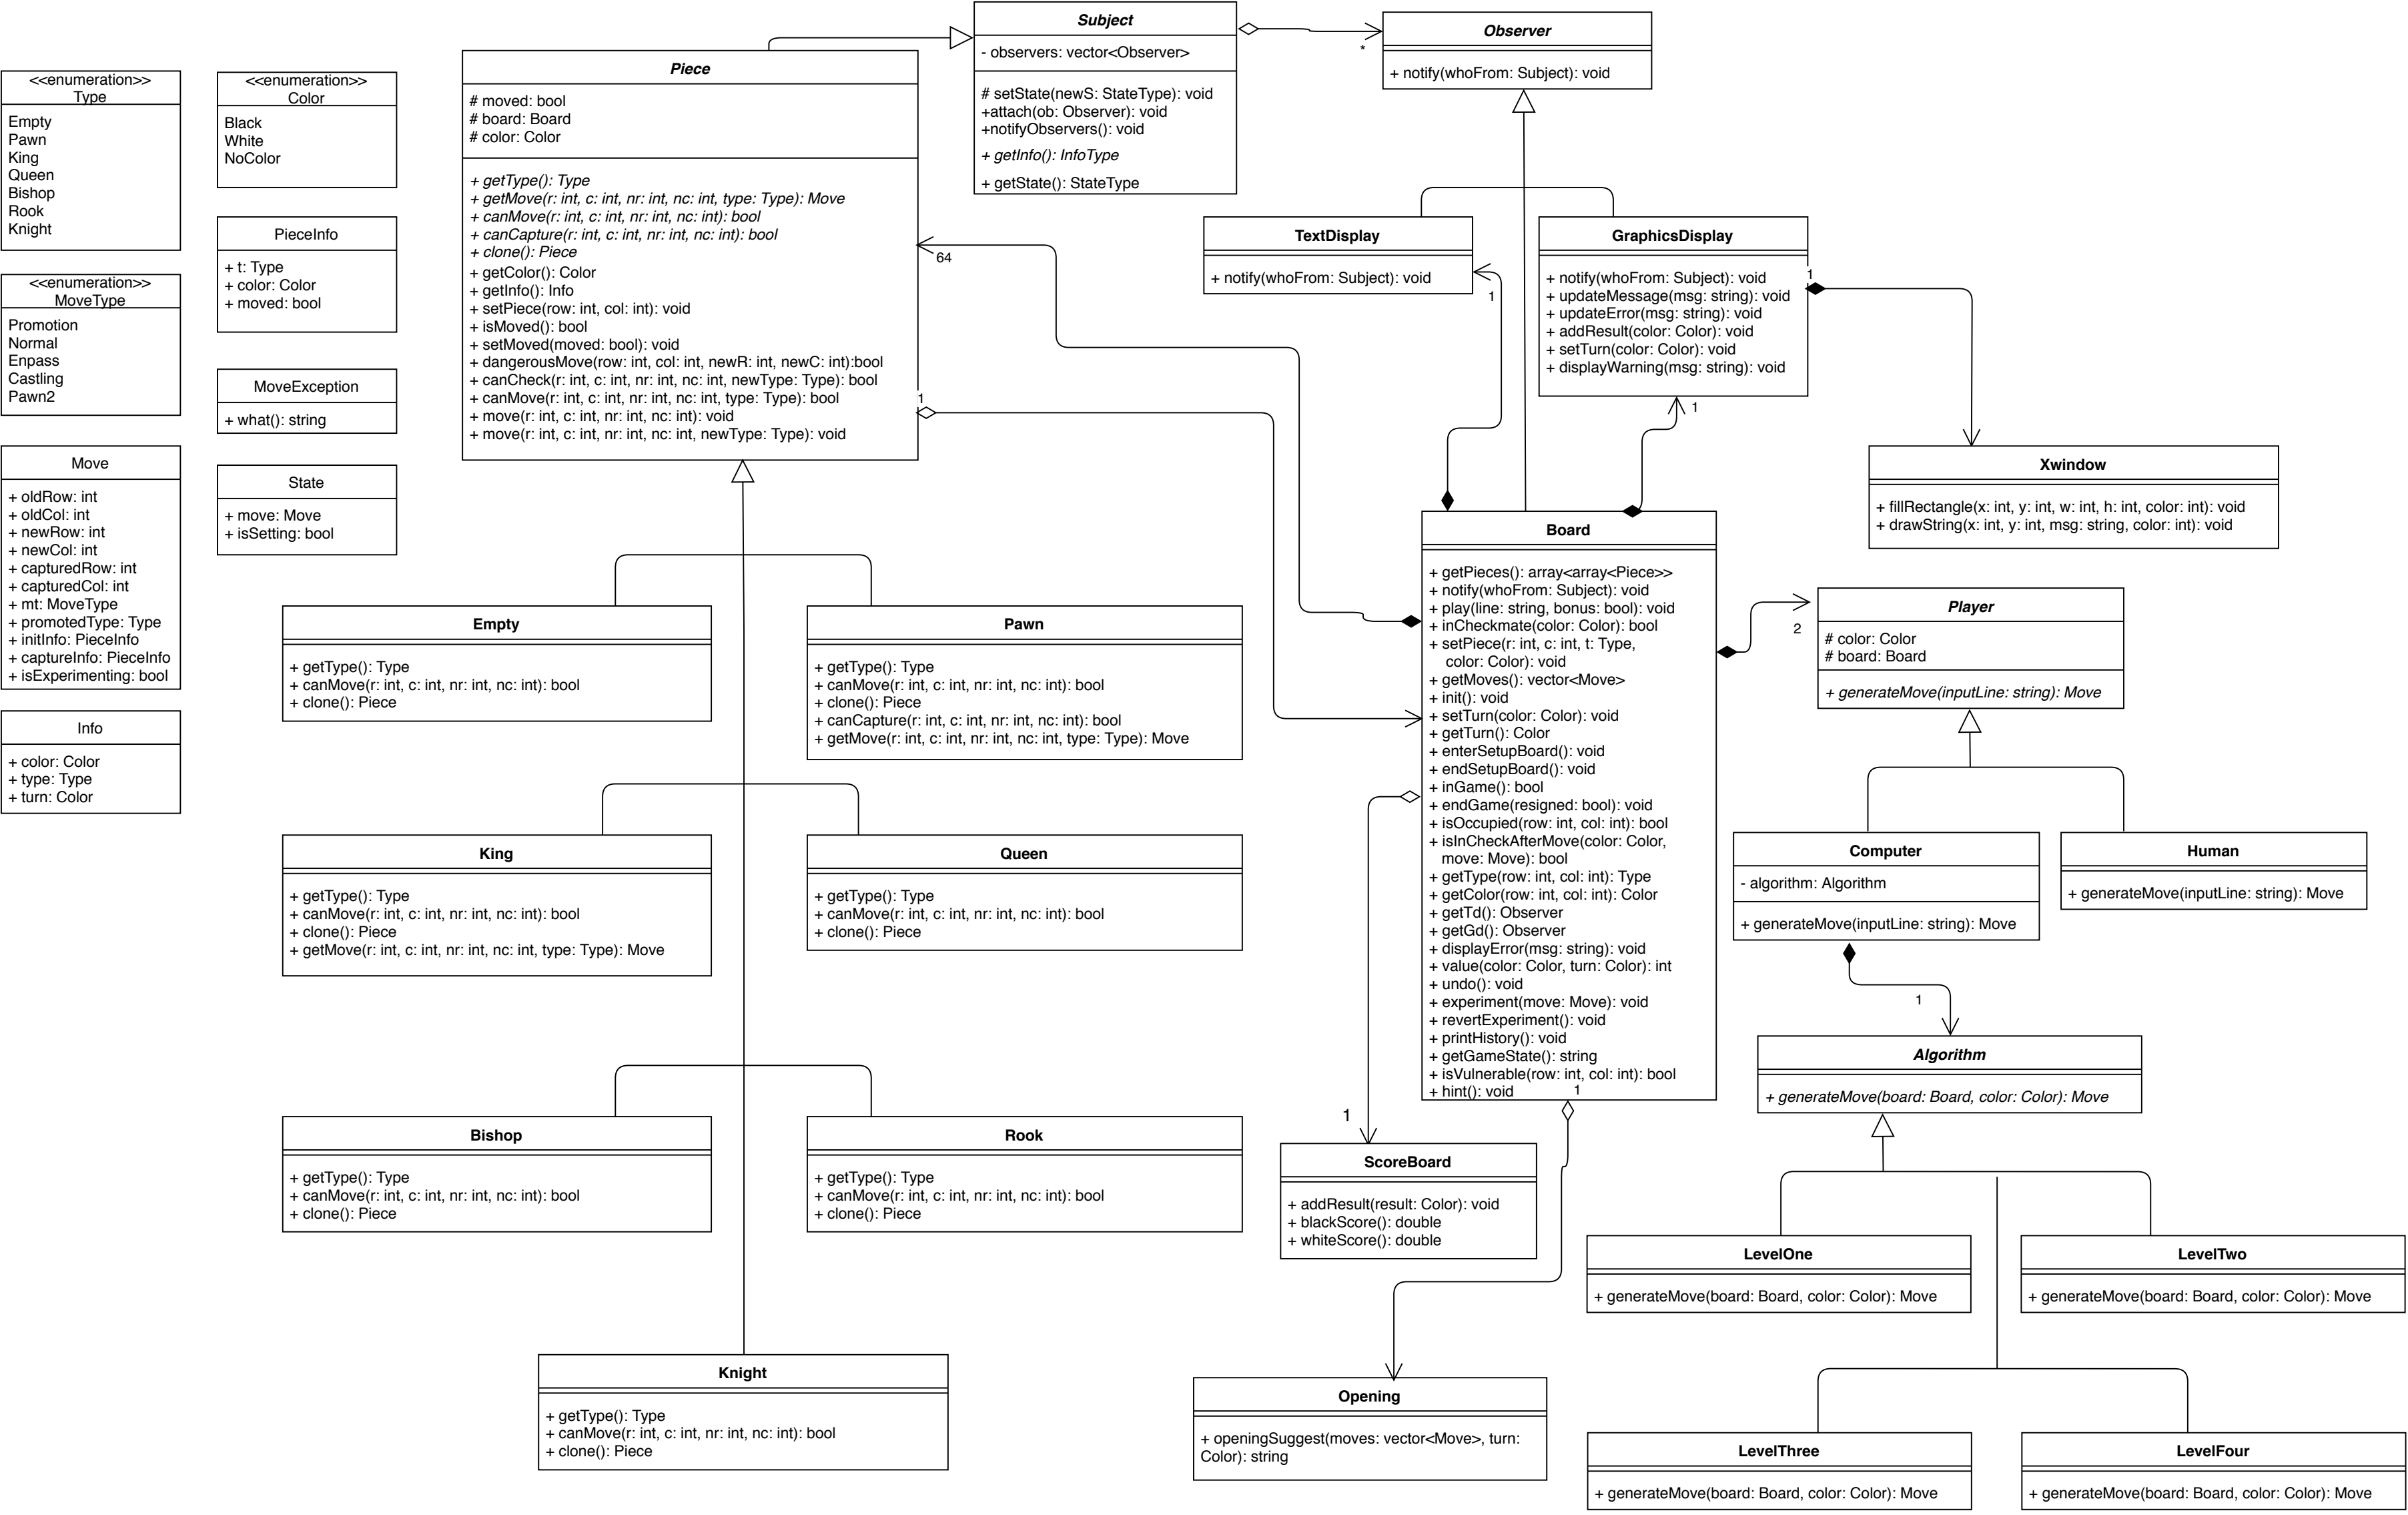 <<enumeration>>
Type
Empty
Pawn
King
Queen
Bishop
Rook
Knight
<<enumeration>>
MoveType
Promotion
Normal
Enpass
Castling
Pawn2
Move
+ oldRow: int
+ oldCol: int
+ newRow: int
+ newCol: int
+ capturedRow: int
+ capturedCol: int
+ mt: MoveType
+ promotedType: Type
+ initInfo: PieceInfo
+ captureInfo: PieceInfo
+ isExperimenting: bool
Info
+ color: Color
+ type: Type
+ turn: Color
<<enumeration>>
Color
Black
White
NoColor
PieceInfo
+ t: Type
+ color: Color
+ moved: bool
MoveException
+ what(): string
State
+ move: Move
+ isSetting: bool
Piece
# moved: bool
# board: Board
# color: Color
+ getType(): Type
+ getMove(r: int, c: int, nr: int, nc: int, type: Type): Move
+ canMove(r: int, c: int, nr: int, nc: int): bool
+ canCapture(r: int, c: int, nr: int, nc: int): bool
+ clone(): Piece
+ getColor(): Color
+ getInfo(): Info
+ setPiece(row: int, col: int): void
+ isMoved(): bool
+ setMoved(moved: bool): void
+ dangerousMove(row: int, col: int, newR: int, newC: int):bool
+ canCheck(r: int, c: int, nr: int, nc: int, newType: Type): bool
+ canMove(r: int, c: int, nr: int, nc: int, type: Type): bool
+ move(r: int, c: int, nr: int, nc: int): void
+ move(r: int, c: int, nr: int, nc: int, newType: Type): void
64
1
Subject
- observers: vector<Observer>
# setState(newS: StateType): void
+attach(ob: Observer): void
+notifyObservers(): void
+ getInfo(): InfoType
+ getState(): StateType
*
Observer
+ notify(whoFrom: Subject): void
TextDisplay
+ notify(whoFrom: Subject): void
1
GraphicsDisplay
+ notify(whoFrom: Subject): void
+ updateMessage(msg: string): void
+ updateError(msg: string): void
+ addResult(color: Color): void
+ setTurn(color: Color): void
+ displayWarning(msg: string): void
1
1
Xwindow
+ fillRectangle(x: int, y: int, w: int, h: int, color: int): void
+ drawString(x: int, y: int, msg: string, color: int): void
Empty
+ getType(): Type
+ canMove(r: int, c: int, nr: int, nc: int): bool
+ clone(): Piece
Pawn
+ getType(): Type
+ canMove(r: int, c: int, nr: int, nc: int): bool
+ clone(): Piece
+ canCapture(r: int, c: int, nr: int, nc: int): bool
+ getMove(r: int, c: int, nr: int, nc: int, type: Type): Move
King
+ getType(): Type
+ canMove(r: int, c: int, nr: int, nc: int): bool
+ clone(): Piece
+ getMove(r: int, c: int, nr: int, nc: int, type: Type): Move
Queen
+ getType(): Type
+ canMove(r: int, c: int, nr: int, nc: int): bool
+ clone(): Piece
Bishop
+ getType(): Type
+ canMove(r: int, c: int, nr: int, nc: int): bool
+ clone(): Piece
Rook
+ getType(): Type
+ canMove(r: int, c: int, nr: int, nc: int): bool
+ clone(): Piece
Knight
+ getType(): Type
+ canMove(r: int, c: int, nr: int, nc: int): bool
+ clone(): Piece
Board
+ getPieces(): array<array<Piece>>
+ notify(whoFrom: Subject): void
+ play(line: string, bonus: bool): void
+ inCheckmate(color: Color): bool
+ setPiece(r: int, c: int, t: Type,
color: Color): void
+ getMoves(): vector<Move>
+ init(): void
+ setTurn(color: Color): void
+ getTurn(): Color
+ enterSetupBoard(): void
+ endSetupBoard(): void
+ inGame(): bool
+ endGame(resigned: bool): void
+ isOccupied(row: int, col: int): bool
+ isInCheckAfterMove(color: Color,
move: Move): bool
+ getType(row: int, col: int): Type
+ getColor(row: int, col: int): Color
+ getTd(): Observer
+ getGd(): Observer
+ displayError(msg: string): void
+ value(color: Color, turn: Color): int
+ undo(): void
+ experiment(move: Move): void
+ revertExperiment(): void
+ printHistory(): void
+ getGameState(): string
+ isVulnerable(row: int, col: int): bool
+ hint(): void
1
1
ScoreBoard
+ addResult(result: Color): void
+ blackScore(): double
+ whiteScore(): double
Opening
+ openingSuggest(moves: vector<Move>, turn:
Color): string
2
Player
# color: Color
# board: Board
+ generateMove(inputLine: string): Move
Computer
- algorithm: Algorithm
+ generateMove(inputLine: string): Move
Human
+ generateMove(inputLine: string): Move
1
Algorithm
+ generateMove(board: Board, color: Color): Move
LevelOne
+ generateMove(board: Board, color: Color): Move
LevelTwo
+ generateMove(board: Board, color: Color): Move
LevelThree
+ generateMove(board: Board, color: Color): Move
LevelFour
+ generateMove(board: Board, color: Color): Move